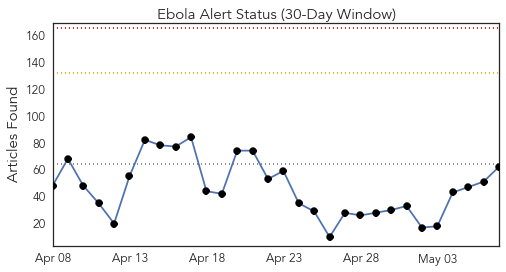 Ebola Alert Status (30-Day Window)
Articles Found
160
140
120
100
80
60
40
20
Apr 08
Apr 13
Apr 18
Apr 23
Apr 28
May 03